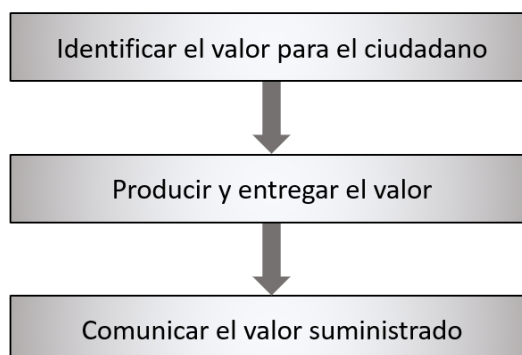 Identificar el valor para el ciudadano
Producir y entregar el valor
Comunicar el valor suministrado